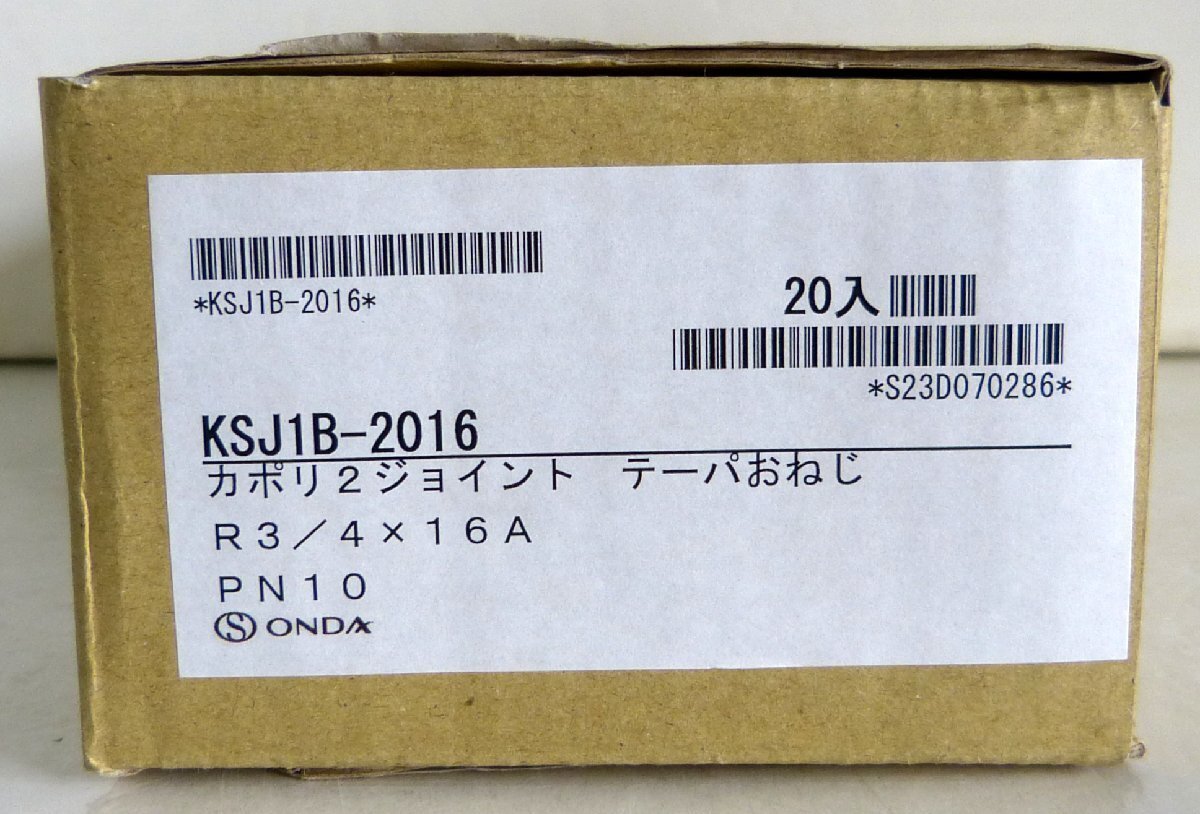 *KSJ1B-2016*
20入
*S23D070286*
KSJ1B-2016
カポリ2ジョイント　テーパおねじ
R3／4×16A
PN10
S ONDA